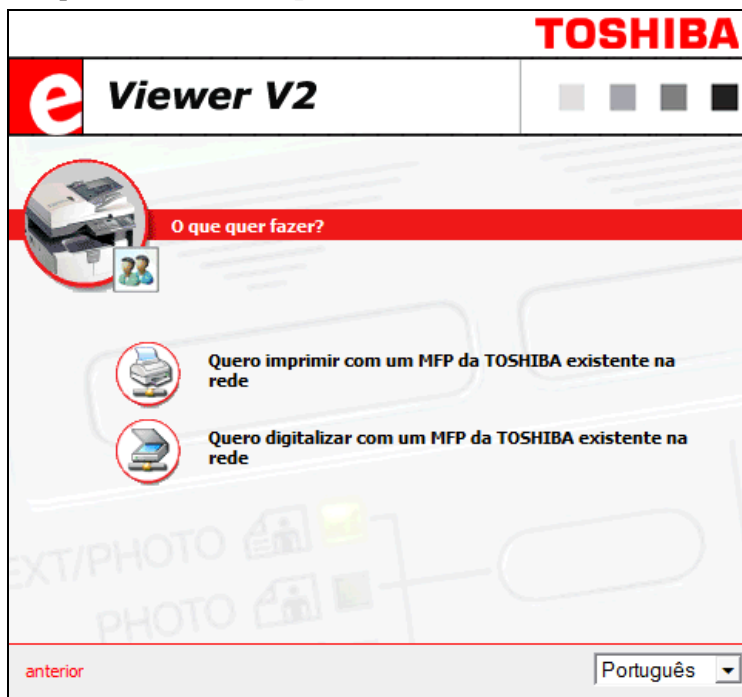 TOSHIBA
e Viewer V2
O que quer fazer?
Quero imprimir com um MFP da TOSHIBA existente na
rede
Quero digitalizar com um MFP da TOSHIBA existente na
rede
EXT/PHOTO
PHOTO
anterior
Português